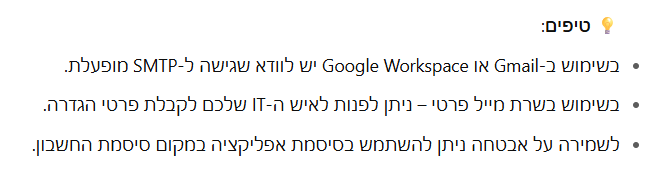 💡 טיפים:
• בשימוש ב-Gmail או Google Workspace יש לוודא שגישה ל-SMTP מופעלת.
• בשימוש בשרת מייל פרטי – ניתן לפנות לאיש ה-IT שלכם לקבלת פרטי הגדרה.
• לשמירה על אבטחה ניתן להשתמש בסיסמת אפליקציה במקום סיסמת החשבון.